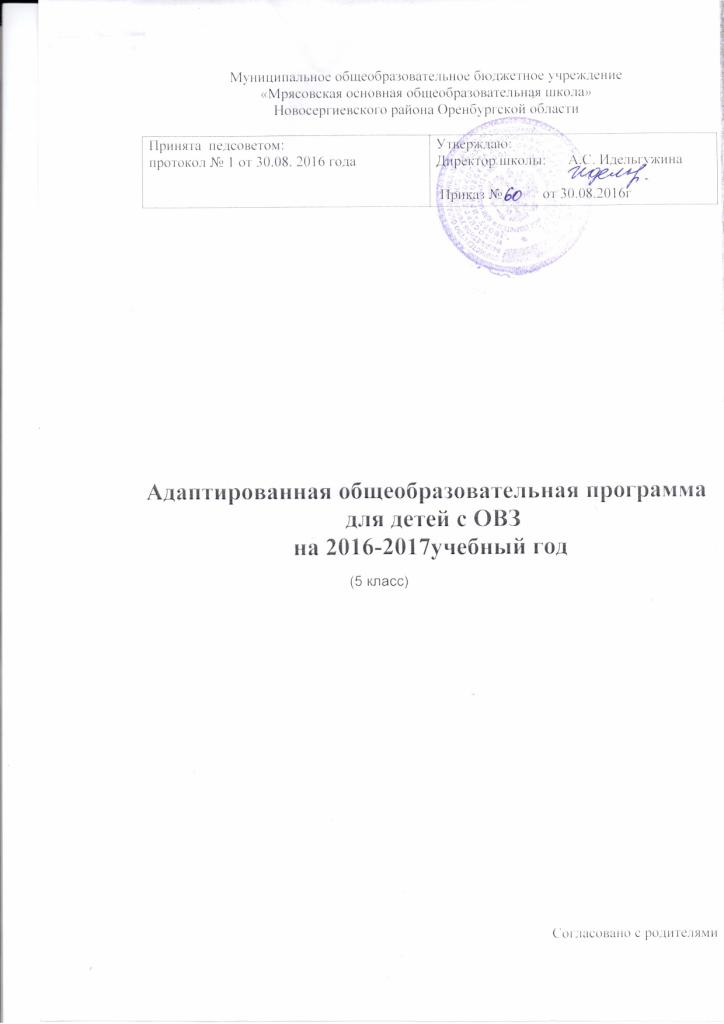 Муниципальное общеобразовательное бюджетное учреждение
«Мрясовская основная общеобразовательная школа»
Новосергиевского района Оренбургской области
Принята педсоветом:
протокол № 1 от 30.08. 2016 года
Утверждаю:
Директор школы: А.С. Идельгужина
Приказ № 60 от 30.08.2016г
Адаптированная общеобразовательная программа
для детей с ОВЗ
на 2016-2017учебный год
(5 класс)
Согласовано с родителями